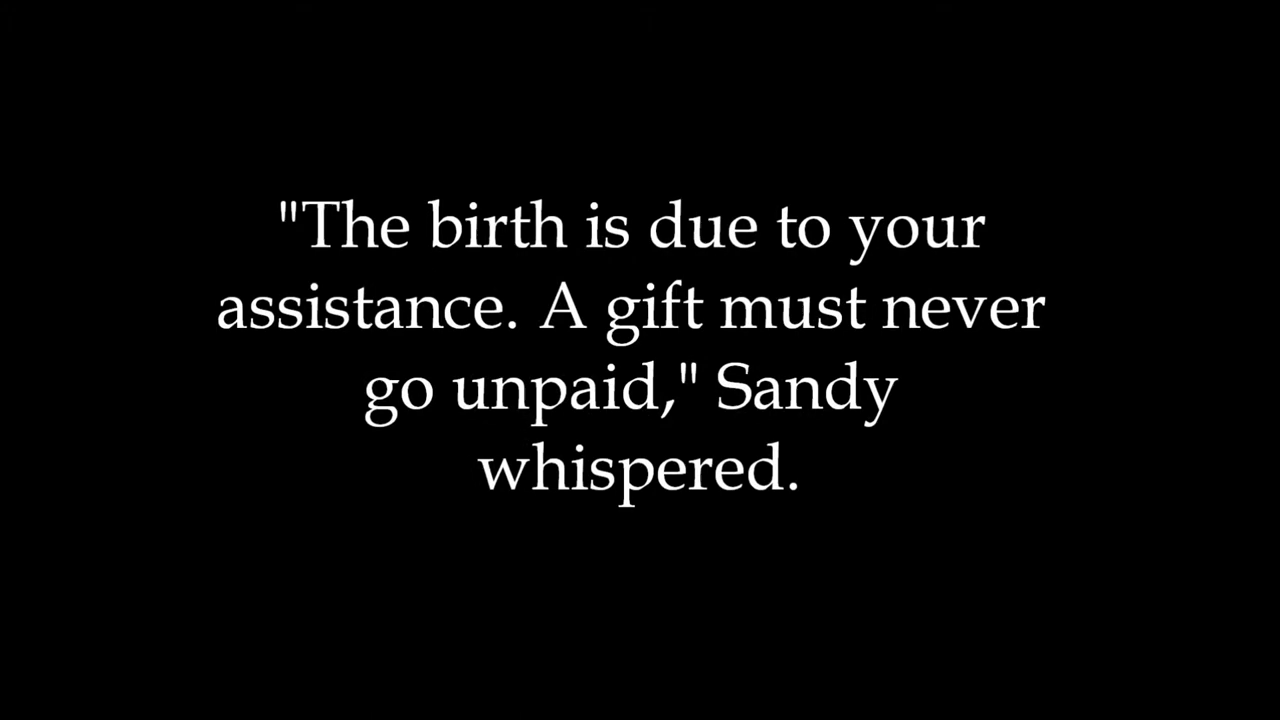 "The birth is due to your
assistance. A gift must never
go unpaid," Sandy
whispered.